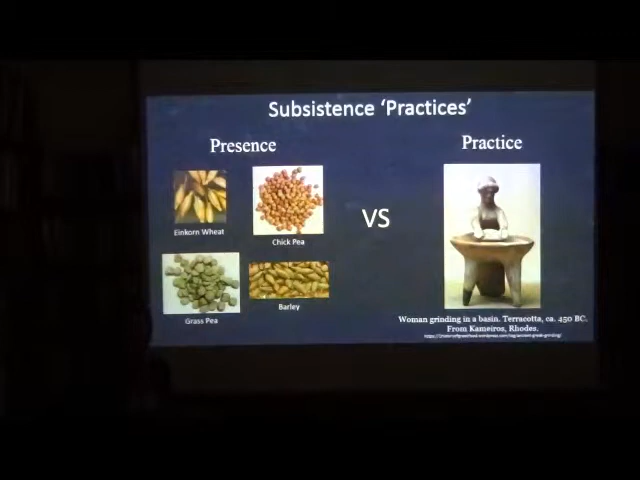 Subsistence 'Practices'
Presence
Practice
Einkorn Wheat
Chick Pea
VS
Grass Pea
Barley
Woman grinding in a basin. Terracotta, ca. 450 BC.
From Kameiros, Rhodes.